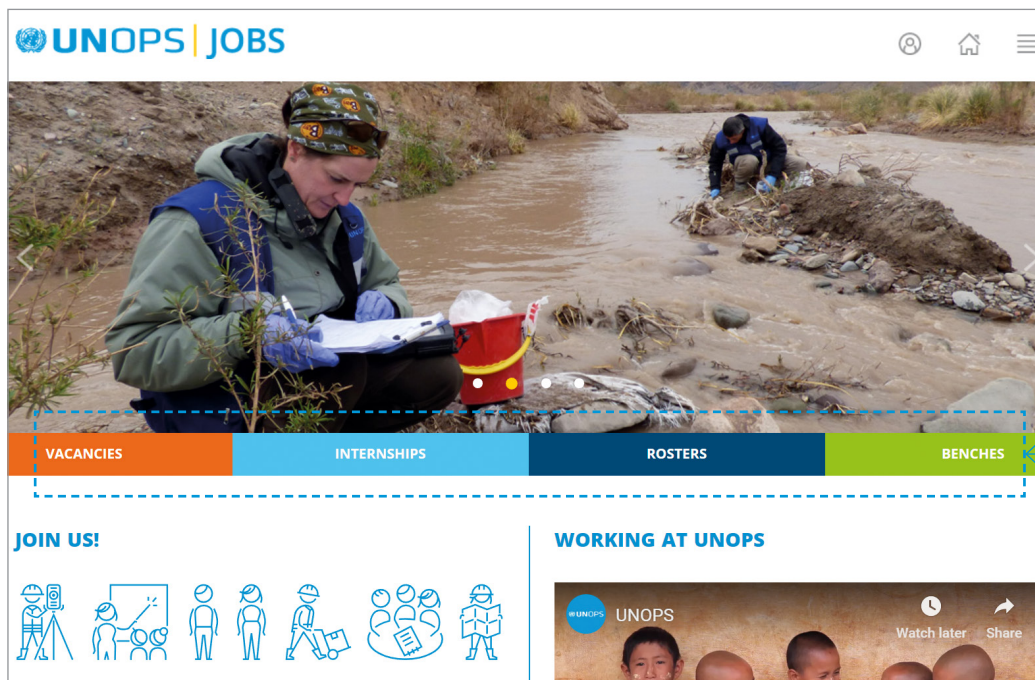 UNOPS JOBS
VACANCIES INTERNSHIPS ROSTERS BENCHES
JOIN US!
WORKING AT UNOPS
UNOPS UNOPS
Watch later Share